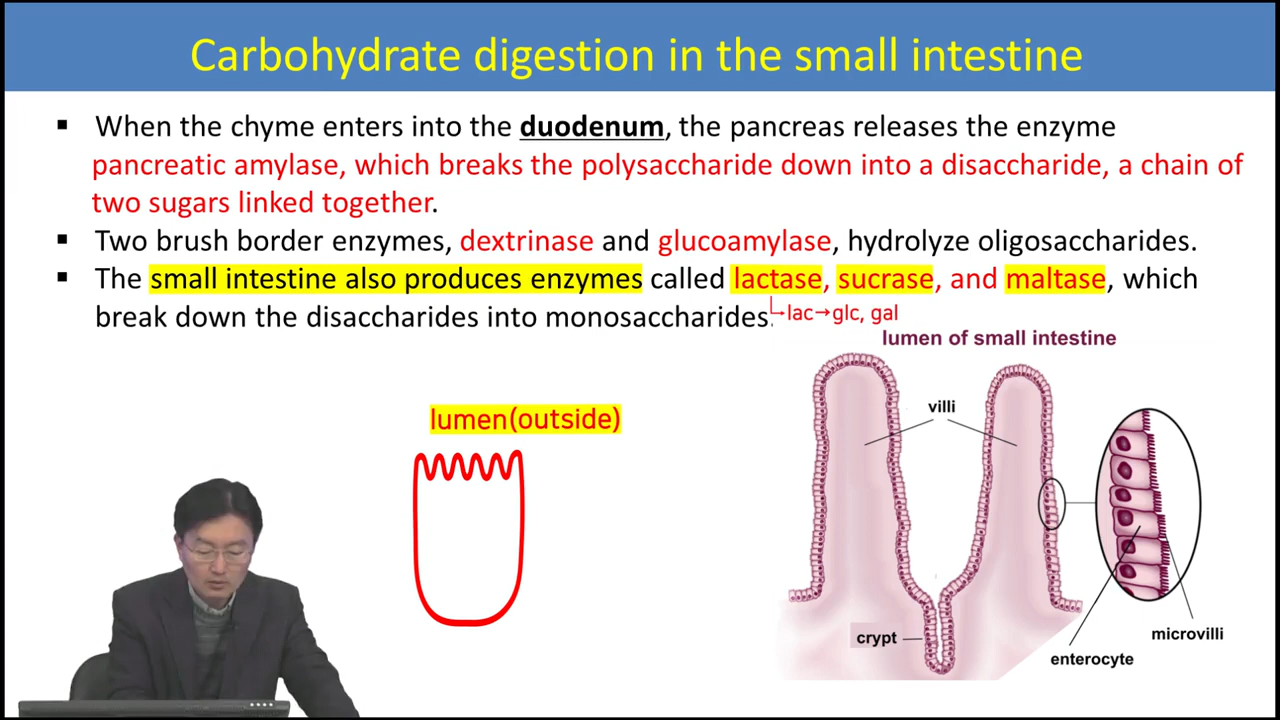 Carbohydrate digestion in the small intestine
▪ When the chyme enters into the duodenum, the pancreas releases the enzyme
pancreatic amylase, which breaks the polysaccharide down into a disaccharide, a chain of
two sugars linked together.
▪ Two brush border enzymes, dextrinase and glucoamylase, hydrolyze oligosaccharides.
▪ The small intestine also produces enzymes called lactase, sucrase, and maltase, which
break down the disaccharides into monosaccharides.
↳lac→glc, gal
lumen of small intestine
villi
lumen(outside)
crypt
microvilli
enterocyte